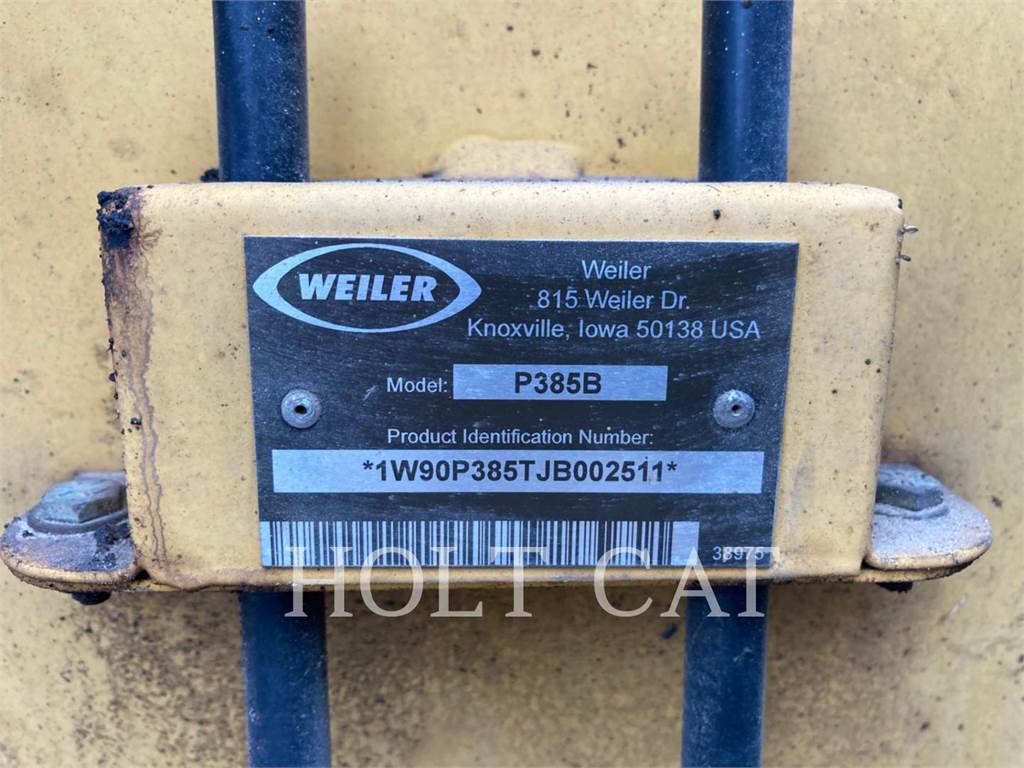 WEILER
Weiler
815 Weiler Dr.
Knoxville, Iowa 50138 USA
Model: P385B
Product Identification Number:
*1W90P385TJB002511*
38975
HOLT CAT